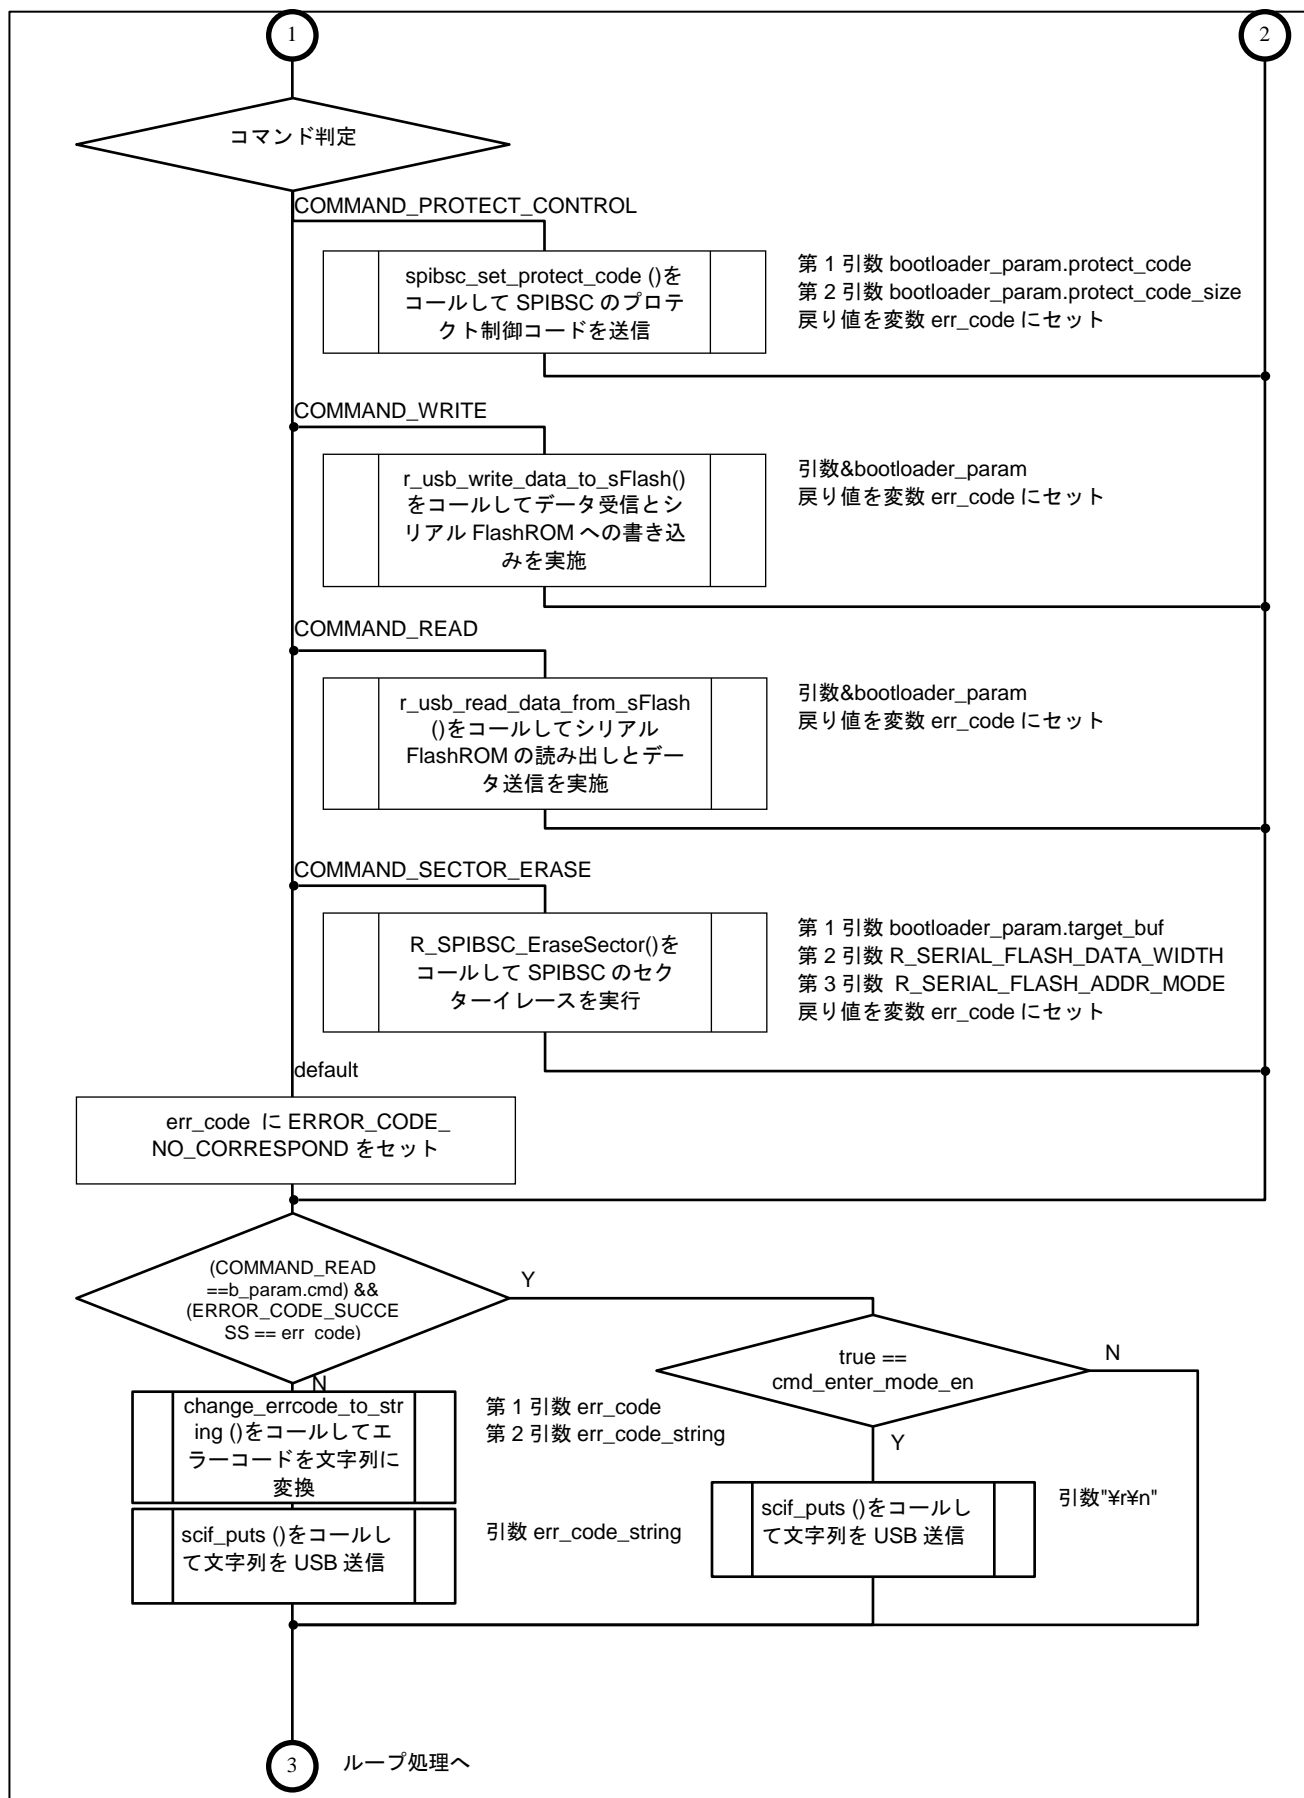 1
2
コマンド判定
COMMAND_PROTECT_CONTROL
spibsc_set_protect_code ()を
コールして SPIBSC のプロテ
クト制御コードを送信
第 1 引数 bootloader_param.protect_code
第 2 引数 bootloader_param.protect_code_size
戻り値を変数 err_code にセット
COMMAND_WRITE
r_usb_write_data_to_sFlash()
をコールしてデータ受信とシ
リアル FlashROM への書き込
みを実施
引数&bootloader_param
戻り値を変数 err_code にセット
COMMAND_READ
r_usb_read_data_from_sFlash
()をコールしてシリアル
FlashROM の読み出しとデー
タ送信を実施
引数&bootloader_param
戻り値を変数 err_code にセット
COMMAND_SECTOR_ERASE
R_SPIBSC_EraseSector()を
コールして SPIBSC のセク
ターイレースを実行
第 1 引数 bootloader_param.target_buf
第 2 引数 R_SERIAL_FLASH_DATA_WIDTH
第 3 引数 R_SERIAL_FLASH_ADDR_MODE
戻り値を変数 err_code にセット
default
err_code に ERROR_CODE_
NO_CORRESPOND をセット
(COMMAND_READ
==b_param.cmd) &&
(ERROR_CODE_SUCCE
SS == err_code)
Y
N
true ==
cmd_enter_mode_en
N
Y
change_errcode_to_str
ing ()をコールしてエ
ラーコードを文字列に
変換
第 1 引数 err_code
第 2 引数 err_code_string
scif_puts ()をコールし
て文字列を USB 送信
引数 err_code_string
scif_puts ()をコールし
て文字列を USB 送信
引数"¥r¥n"
3
ループ処理へ